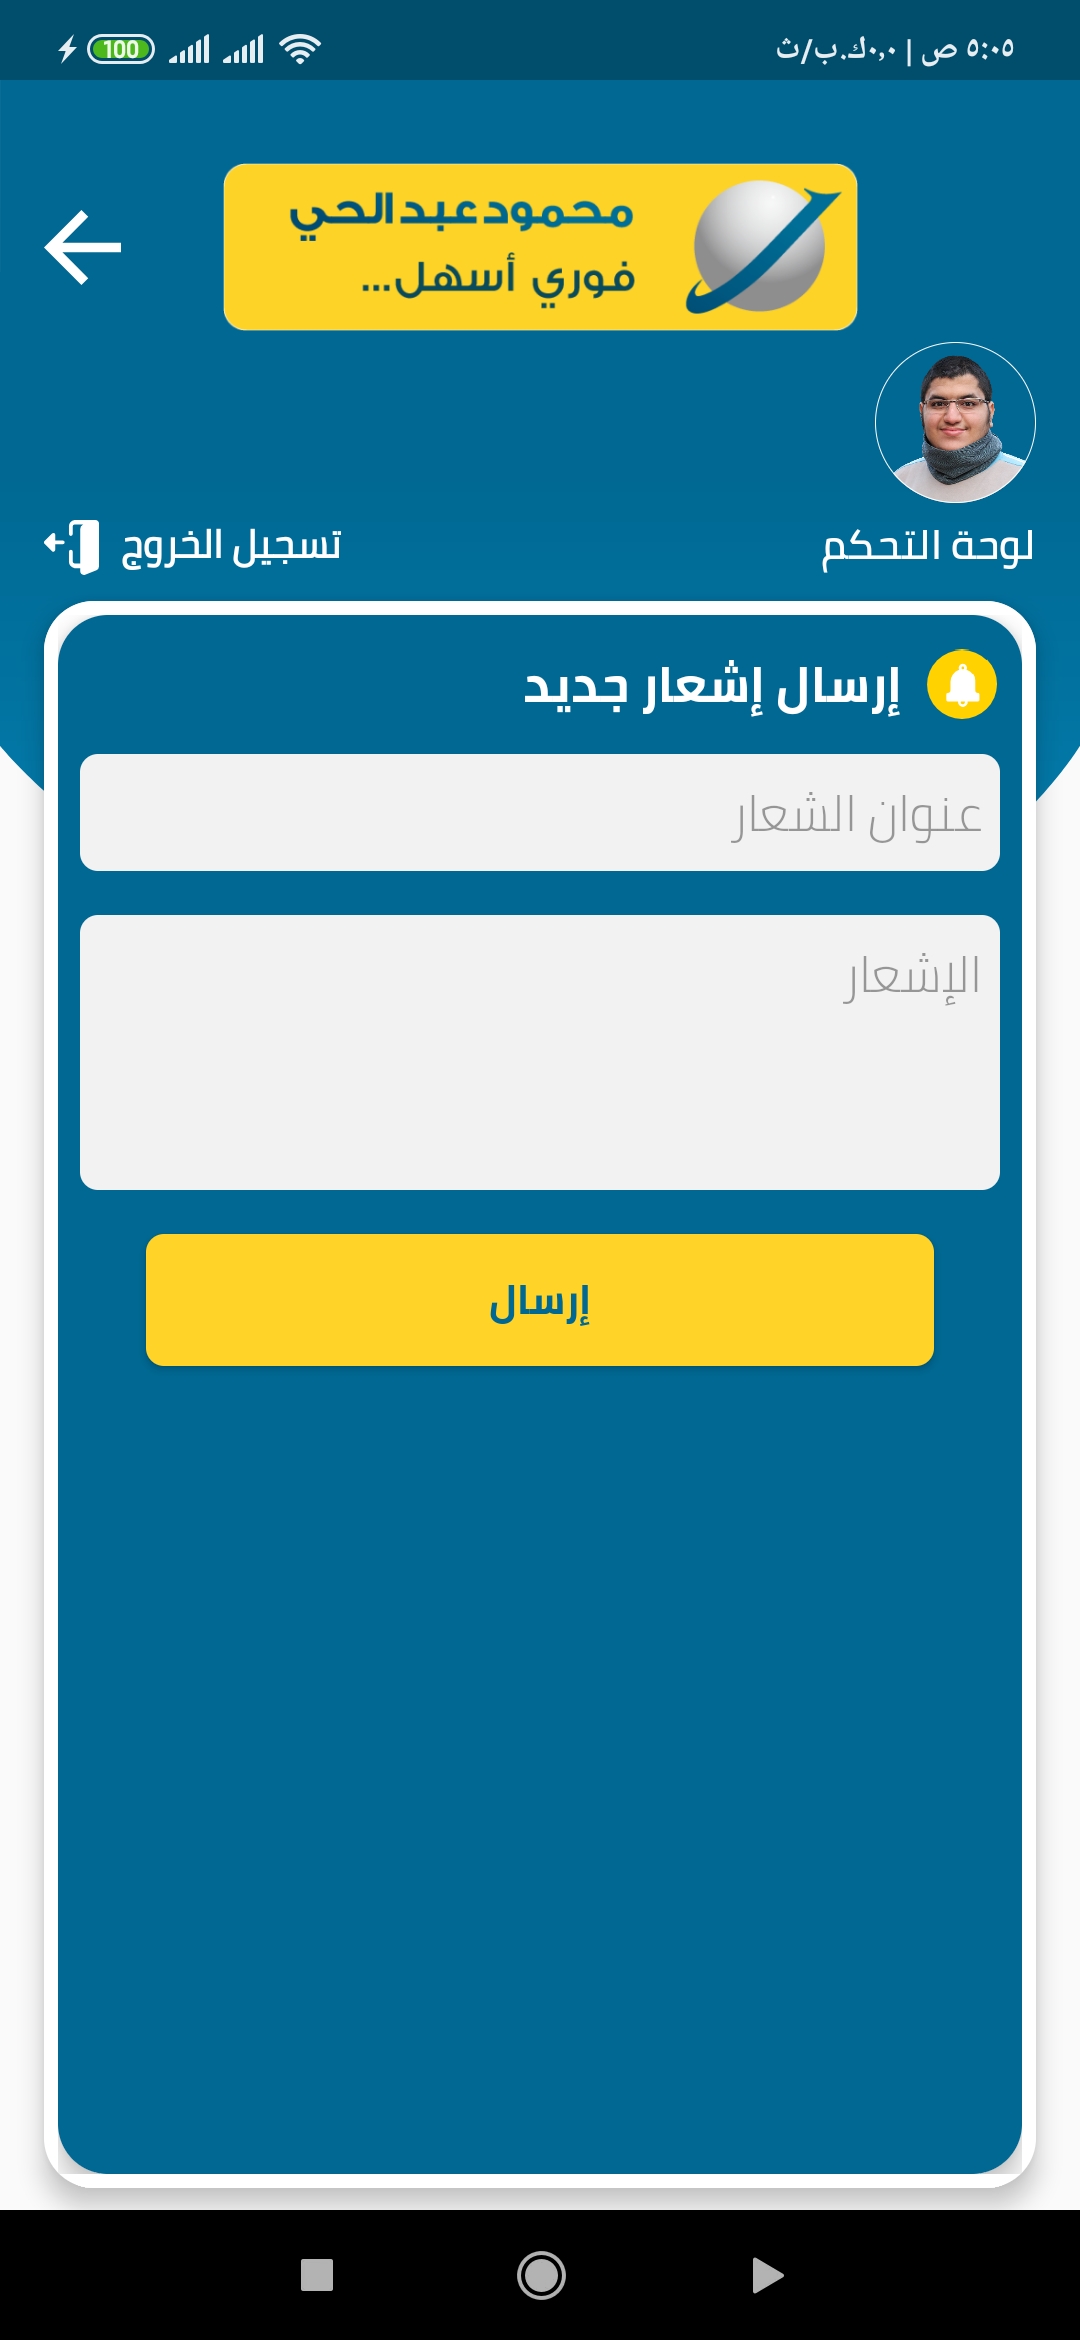 ٥:٠٥ ص | ٠,٠ك.ب/ث
100
محمود عبد الحي
فوري أسهل...
لوحة التحكم
تسجيل الخروج
إرسال إشعار جديد
عنوان الشعار
الإشعار
إرسال